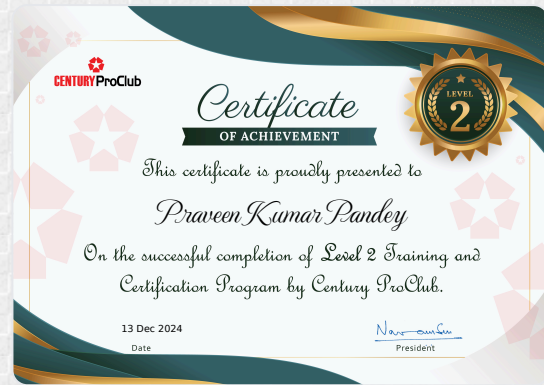 CENTURY ProClub
LEVEL
2
Certificate
OF ACHIEVEMENT
This certificate is proudly presented to
Praveen Kumar Pandey
On the successful completion of Level 2 Training and
Certification Program by Century ProClub.
13 Dec 2024
Date
President